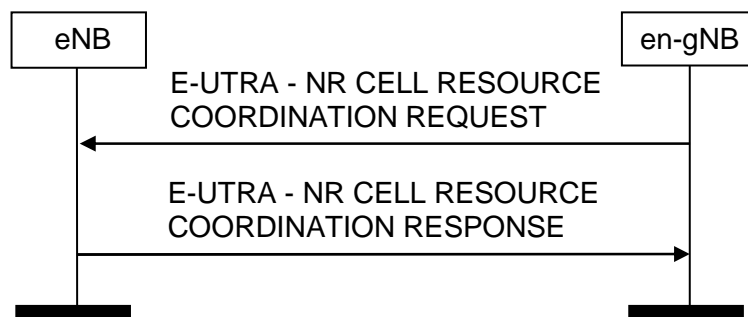 eNB
en-gNB
E-UTRA - NR CELL RESOURCE
COORDINATION REQUEST
E-UTRA - NR CELL RESOURCE
COORDINATION RESPONSE